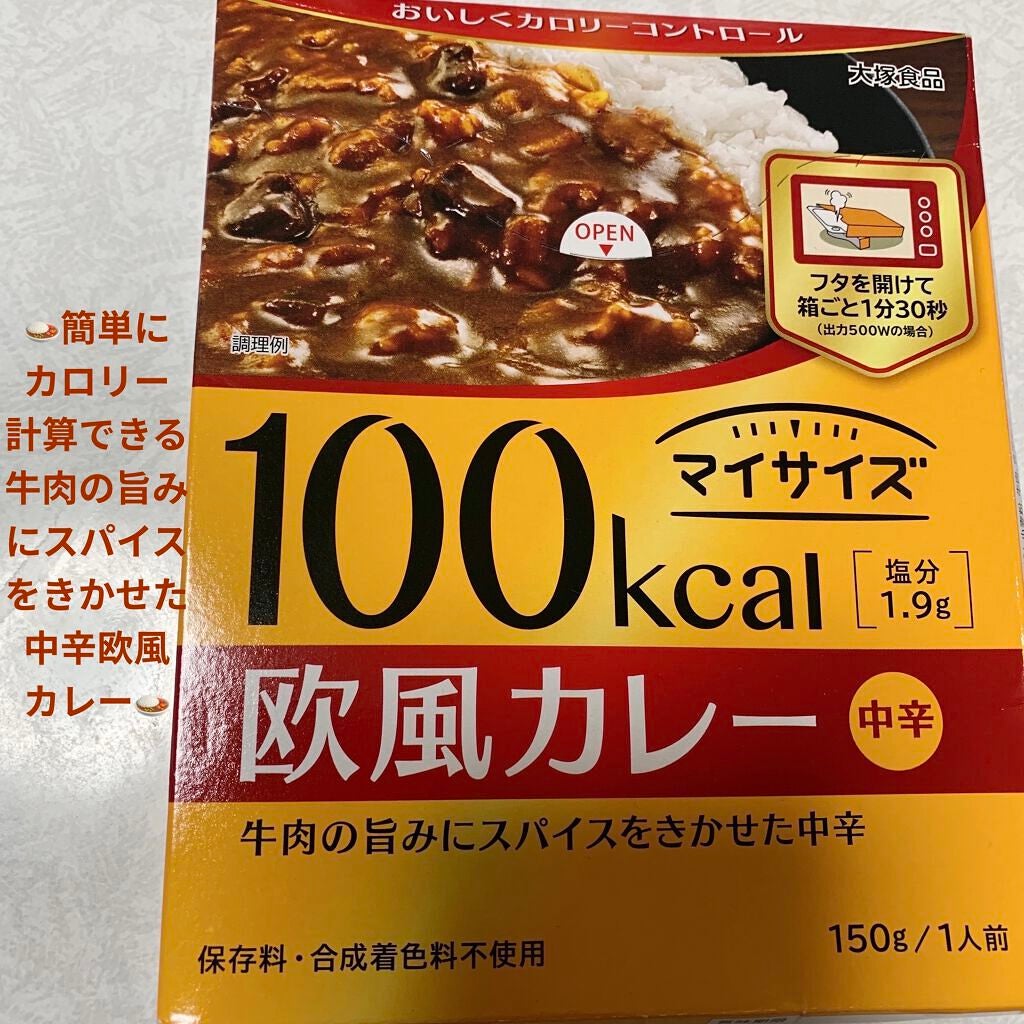 おいしくカロリーコントロール
大塚食品
OPEN
フタを開けて
箱ごと1分30秒
(出力500Wの場合)
調理例
🍛簡単に
カロリー
計算できる
牛肉の旨み
にスパイス
をきかせた
中辛欧風
カレー🍛
100kcal
マイサイズ
塩分
1.9g
欧風カレー
中辛
牛肉の旨みにスパイスをきかせた中辛
保存料・合成着色料不使用
150g/1人前